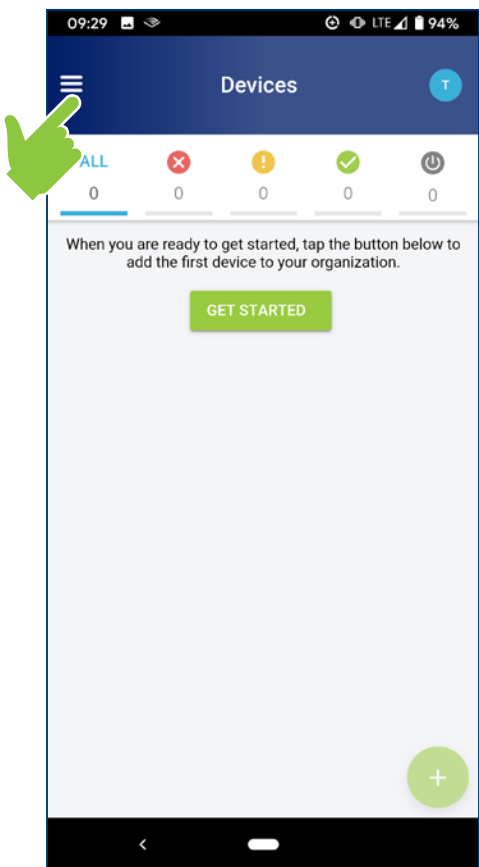 09:29 LTE 94%
Devices
T
ALL
0 0 0 0 0
When you are ready to get started, tap the button below to
add the first device to your organization.
GET STARTED